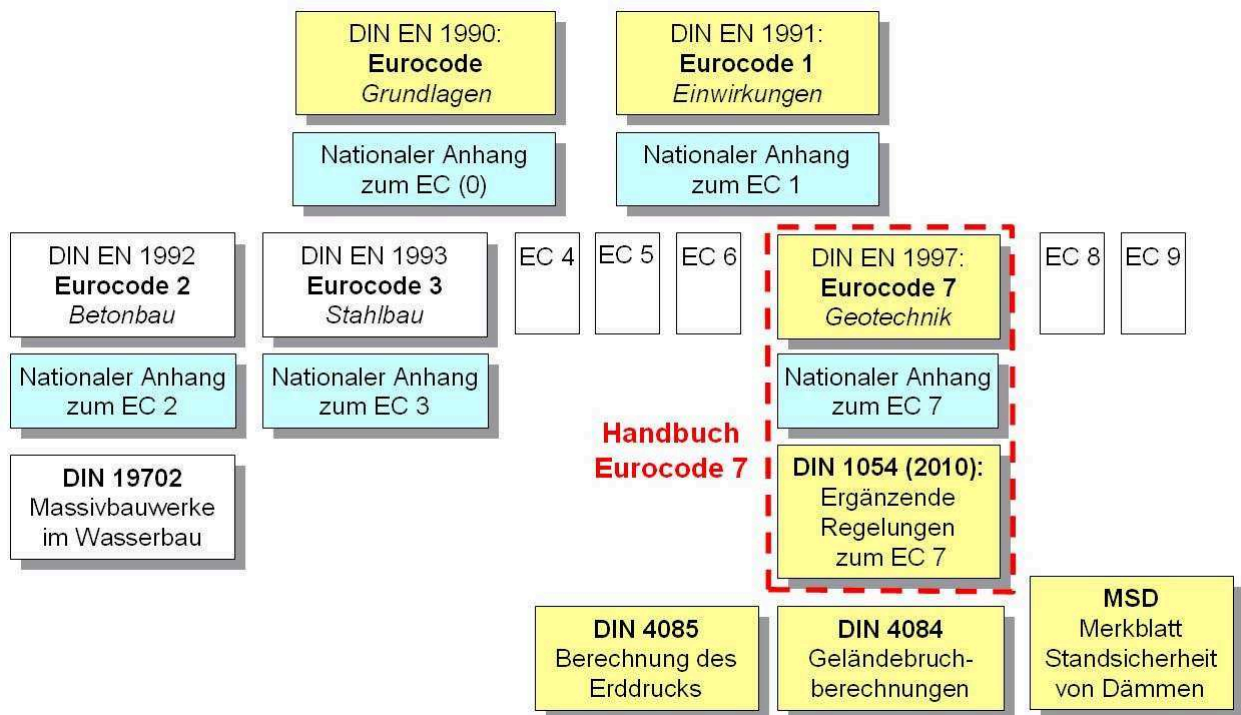 DIN EN 1990:
Eurocode
Grundlagen
DIN EN 1991:
Eurocode 1
Einwirkungen
Nationaler Anhang
zum EC (0)
Nationaler Anhang
zum EC 1
DIN EN 1992
Eurocode 2
Betonbau
DIN EN 1993
Eurocode 3
Stahlbau
EC 4
EC 5
EC 6
DIN EN 1997:
Eurocode 7
Geotechnik
EC 8
EC 9
Nationaler Anhang
zum EC 2
Nationaler Anhang
zum EC 3
Nationaler Anhang
zum EC 7
Handbuch
Eurocode 7
DIN 19702
Massivbauwerke
im Wasserbau
DIN 1054 (2010):
Ergänzende
Regelungen
zum EC 7
DIN 4085
Berechnung des
Erddrucks
DIN 4084
Geländebruch-
berechnungen
MSD
Merkblatt
Standsicherheit
von Dämmen